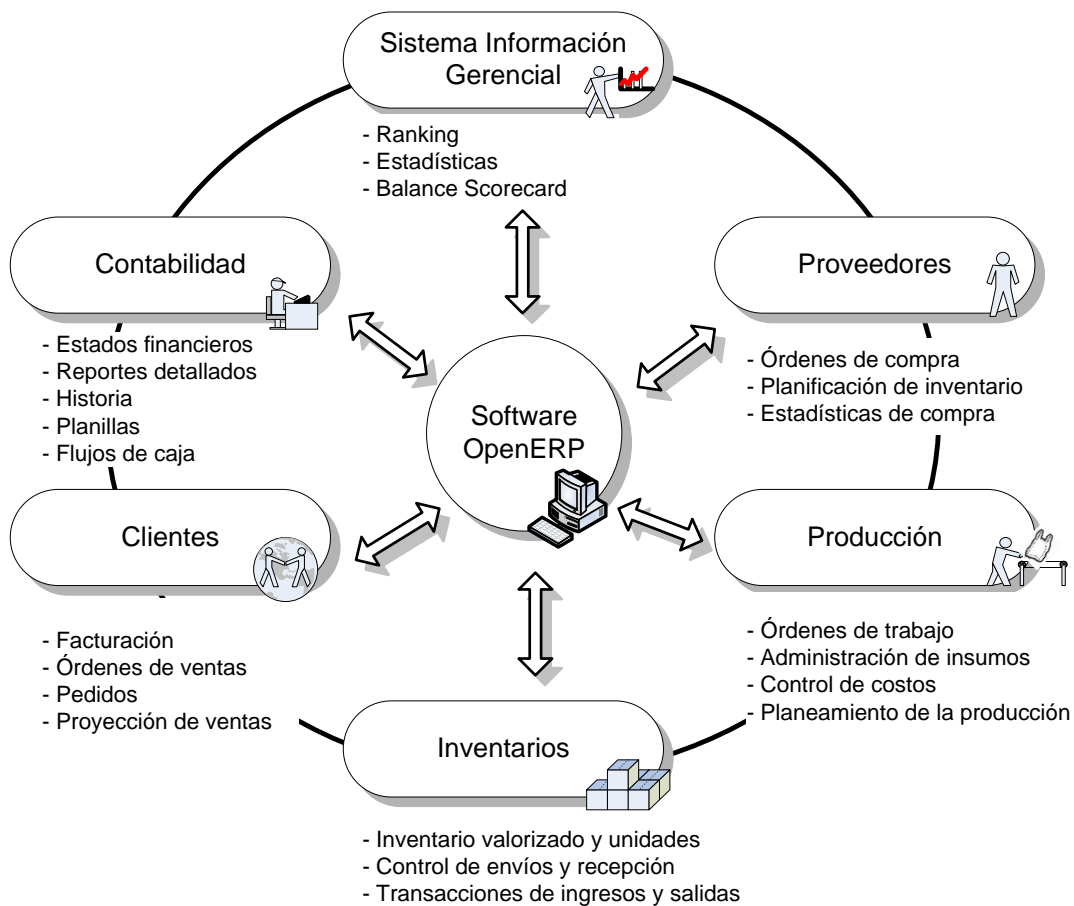 Sistema Información
Gerencial
- Ranking
- Estadísticas
- Balance Scorecard
Contabilidad
- Estados financieros
- Reportes detallados
- Historia
- Planillas
- Flujos de caja
Proveedores
- Órdenes de compra
- Planificación de inventario
- Estadísticas de compra
Software
OpenERP
Clientes
- Facturación
- Órdenes de ventas
- Pedidos
- Proyección de ventas
Producción
- Órdenes de trabajo
- Administración de insumos
- Control de costos
- Planeamiento de la producción
Inventarios
- Inventario valorizado y unidades
- Control de envíos y recepción
- Transacciones de ingresos y salidas